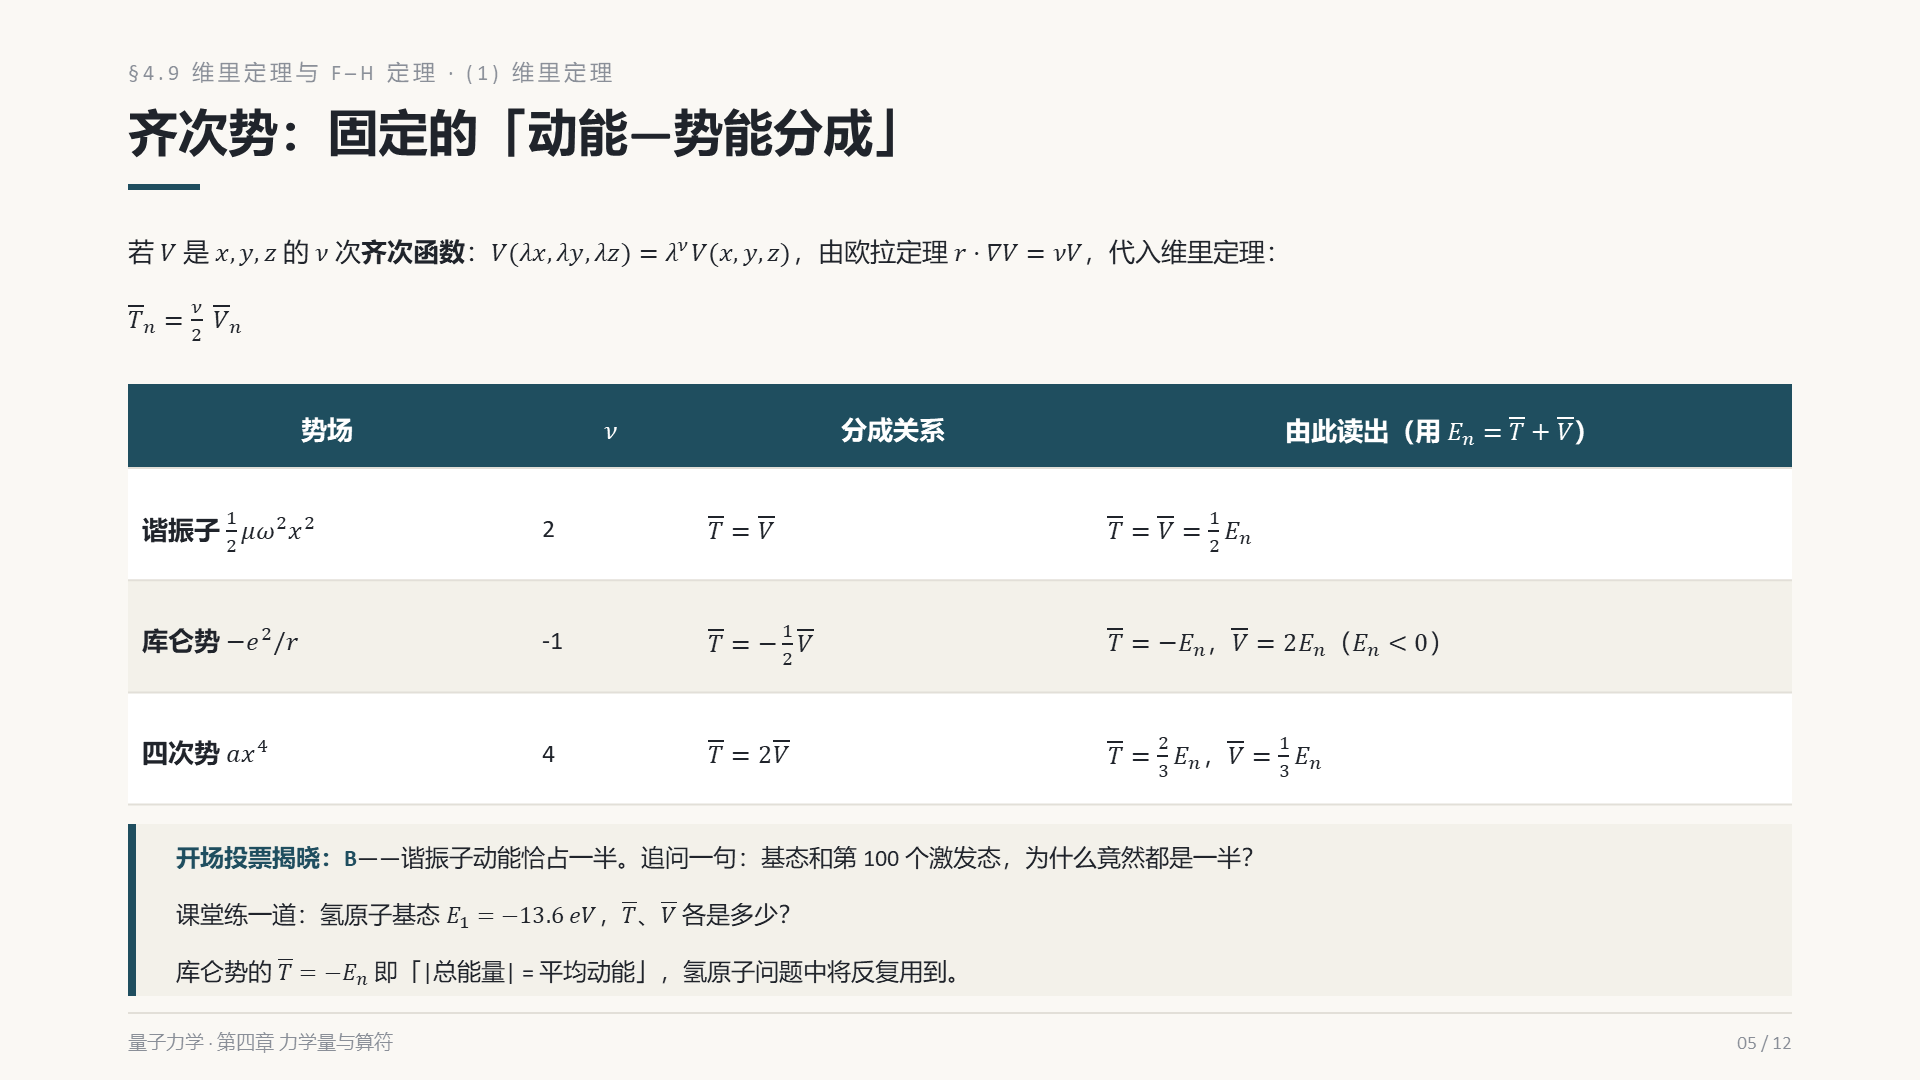 §4.9 维里定理与 F–H 定理 · (1) 维里定理
齐次势：固定的「动能—势能分成」
若 V 是 x, y, z 的 ν 次齐次函数：V(λx, λy, λz) = λ^ν V(x, y, z)，由欧拉定理 r · ∇V = νV，代入维里定理：
T̅_n = ν/2 V̅_n
势场 ν 分成关系 由此读出（用 E_n = T̅ + V̅）
谐振子 1/2 μω²x² 2 T̅ = V̅ T̅ = V̅ = 1/2 E_n
库仑势 −e²/r -1 T̅ = −1/2 V̅ T̅ = −E_n，V̅ = 2E_n（E_n < 0）
四次势 ax⁴ 4 T̅ = 2V̅ T̅ = 2/3 E_n，V̅ = 1/3 E_n
开场投票揭晓：B——谐振子动能恰占一半。追问一句：基态和第 100 个激发态，为什么竟然都是一半？
课堂练一道：氢原子基态 E₁ = −13.6 eV，T̅、V̅ 各是多少？
库仑势的 T̅ = −E_n 即「|总能量| = 平均动能」，氢原子问题中将反复用到。
量子力学 · 第四章 力学量与算符
05 / 12